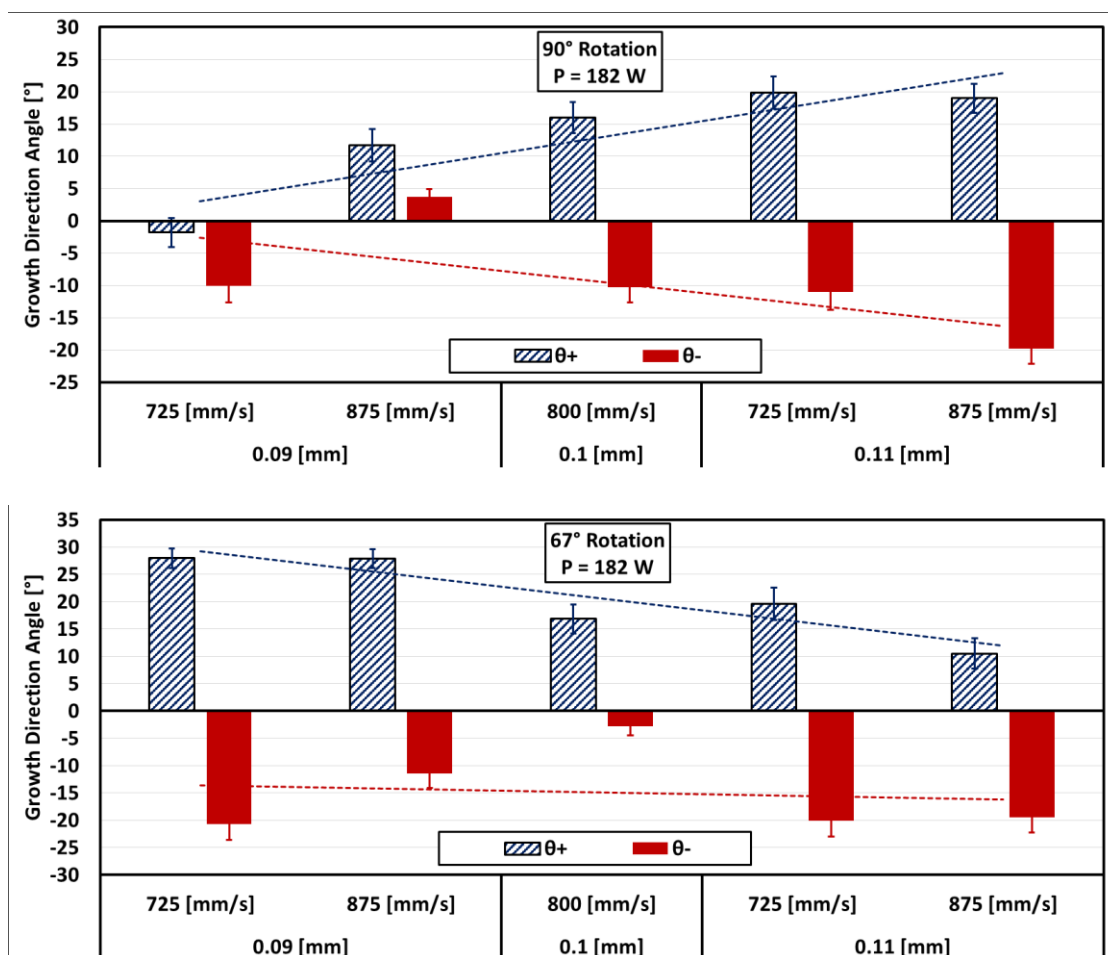 90° Rotation
P = 182 W
Growth Direction Angle [°]
30
25
20
15
10
5
0
-5
-10
-15
-20
-25
θ+ θ-
725 [mm/s] 875 [mm/s] 800 [mm/s] 725 [mm/s] 875 [mm/s]
0.09 [mm] 0.1 [mm] 0.11 [mm]
67° Rotation
P = 182 W
Growth Direction Angle [°]
35
30
25
20
15
10
5
0
-5
-10
-15
-20
-25
-30
θ+ θ-
725 [mm/s] 875 [mm/s] 800 [mm/s] 725 [mm/s] 875 [mm/s]
0.09 [mm] 0.1 [mm] 0.11 [mm]